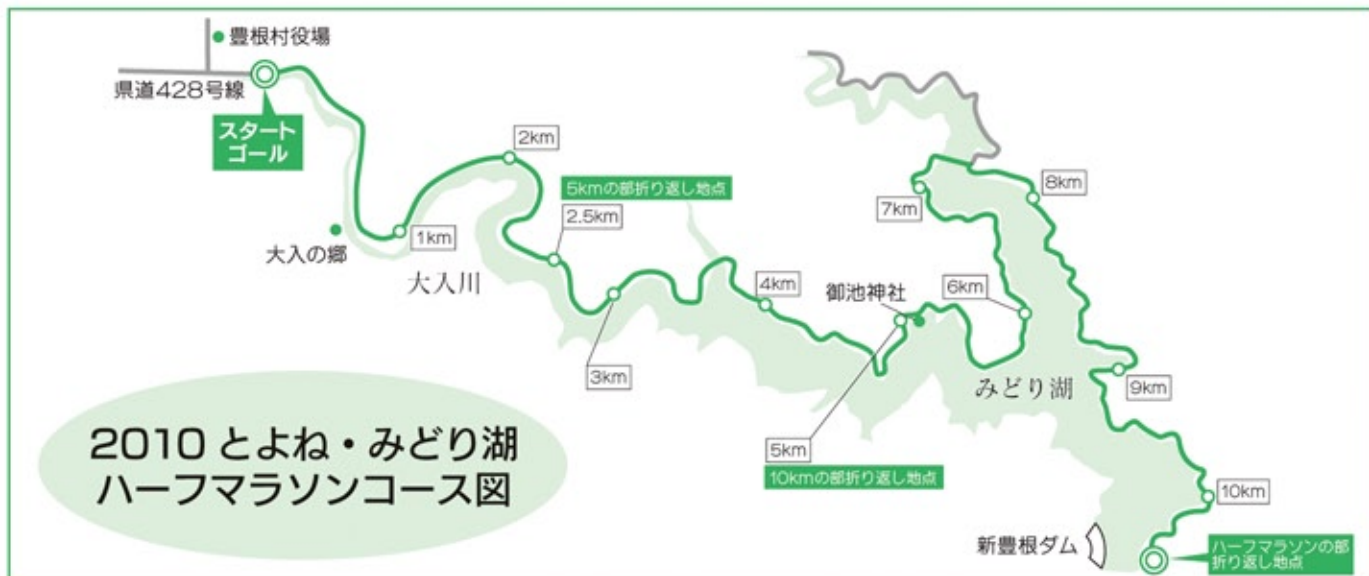 豊根村役場
県道428号線
スタート
ゴール
2km
5kmの部折り返し地点
8km
7km
2.5km
1km
大入の郷
大入川
4km
御池神社
6km
3km
みどり湖
9km
2010 とよね・みどり湖
ハーフマラソンコース図
5km
10kmの部折り返し地点
10km
新豊根ダム
ハーフマラソンの部
折り返し地点